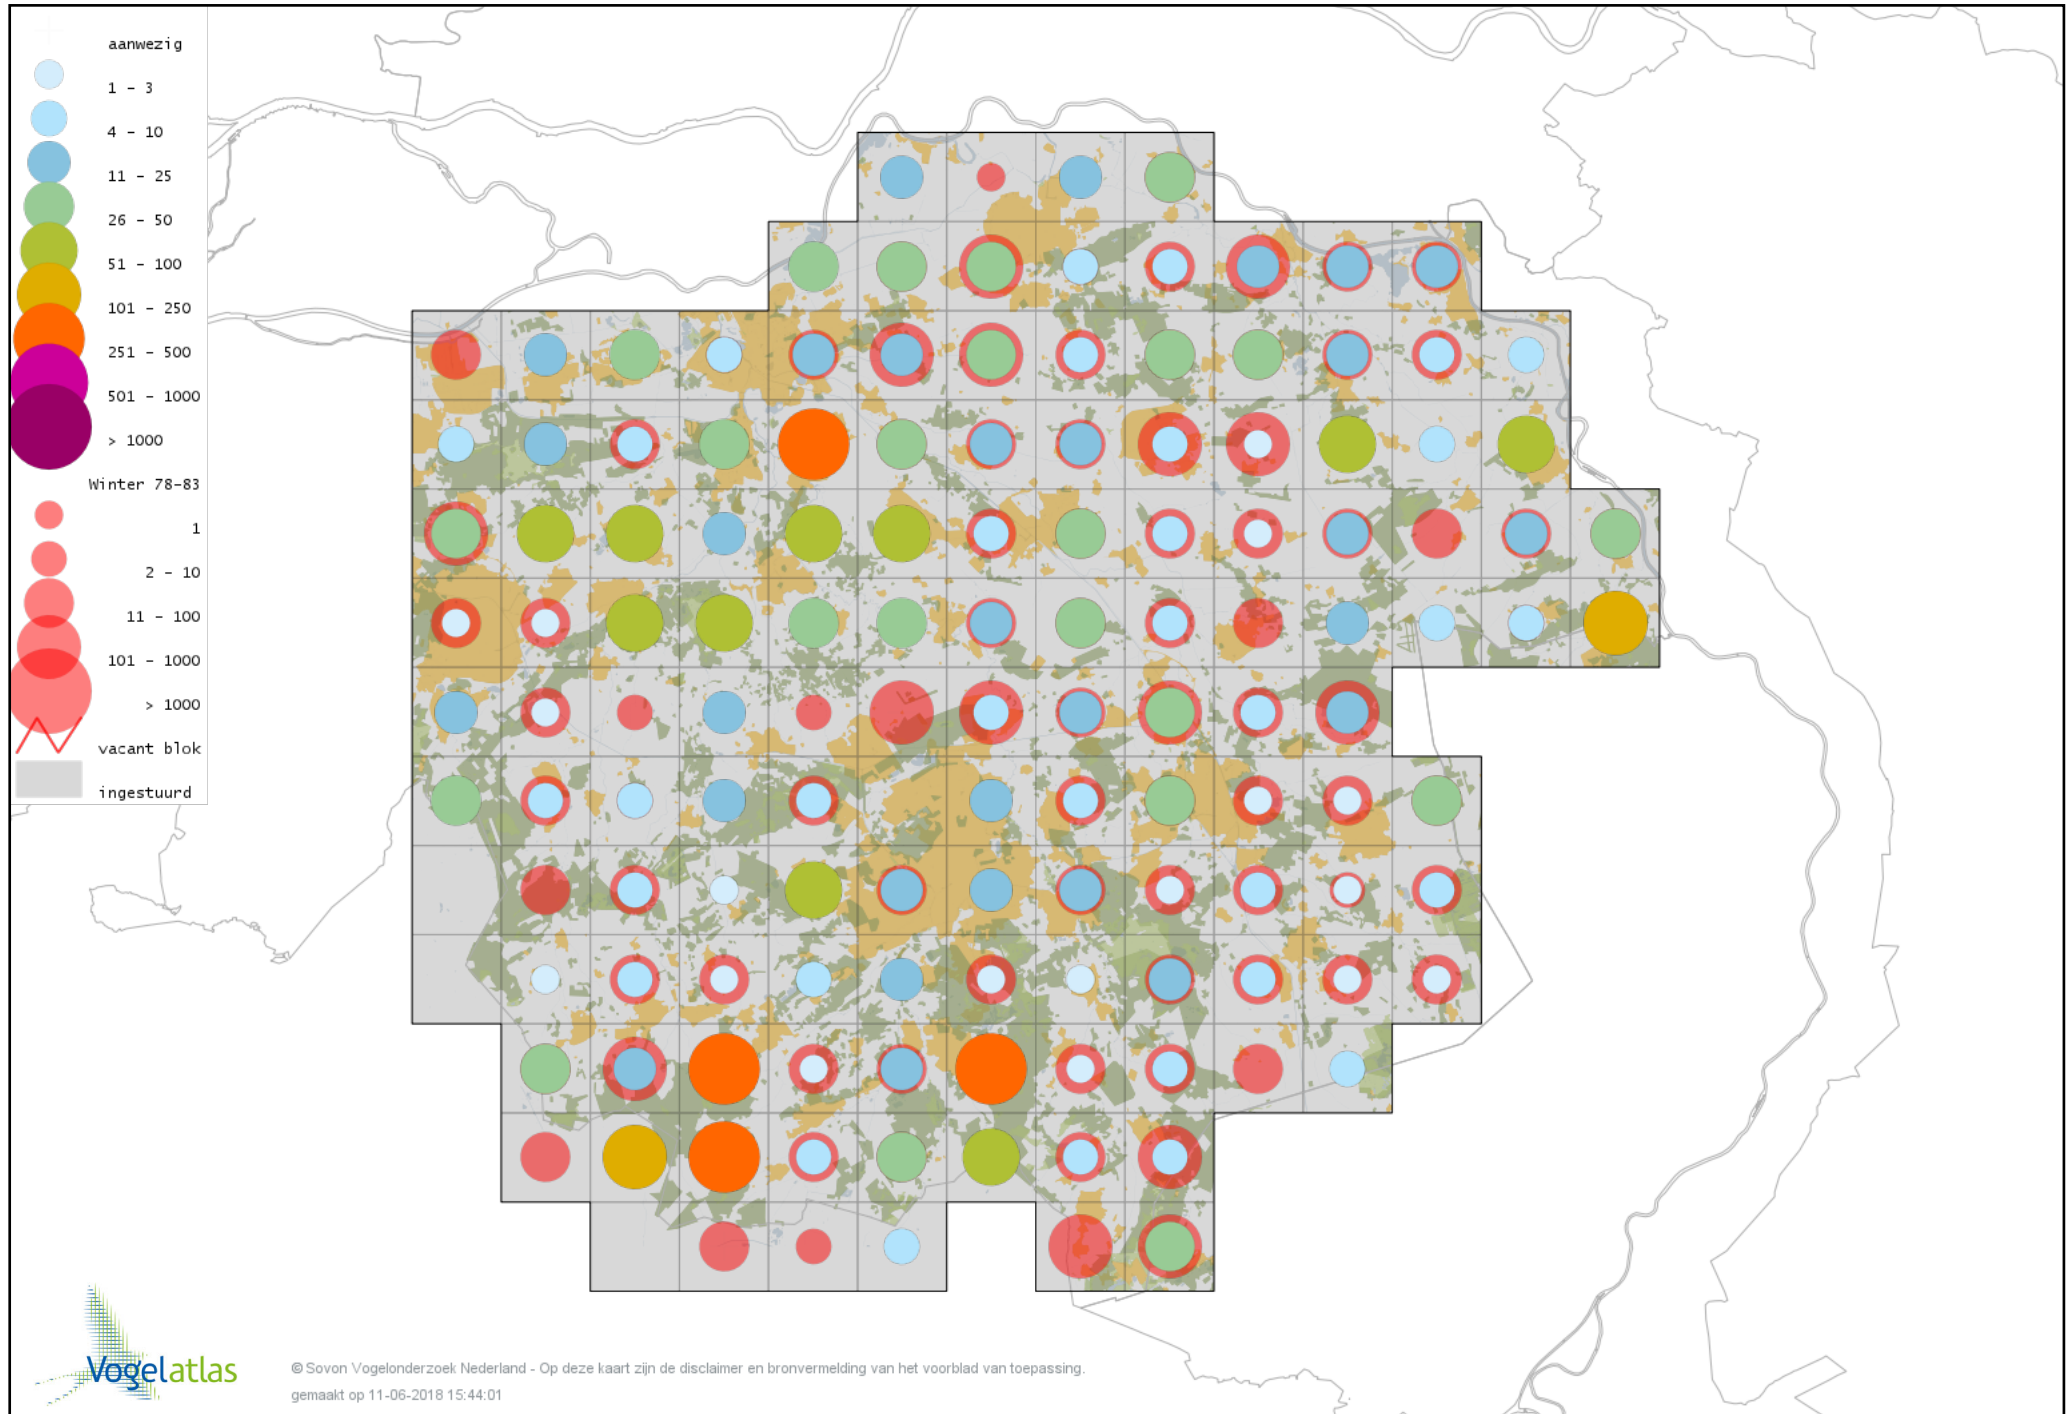 aanwezig
1 - 3
4 - 10
11 - 25
26 - 50
51 - 100
101 - 250
251 - 500
501 - 1000
> 1000
Winter 78-83
1
2 - 10
11 - 100
101 - 1000
> 1000
vacant blok
ingestuurd
Vogelatlas
© Sovon Vogelonderzoek Nederland - Op deze kaart zijn de disclaimer en bronvermelding van het voorblad van toepassing.
gemaakt op 11-06-2018 15:44:01